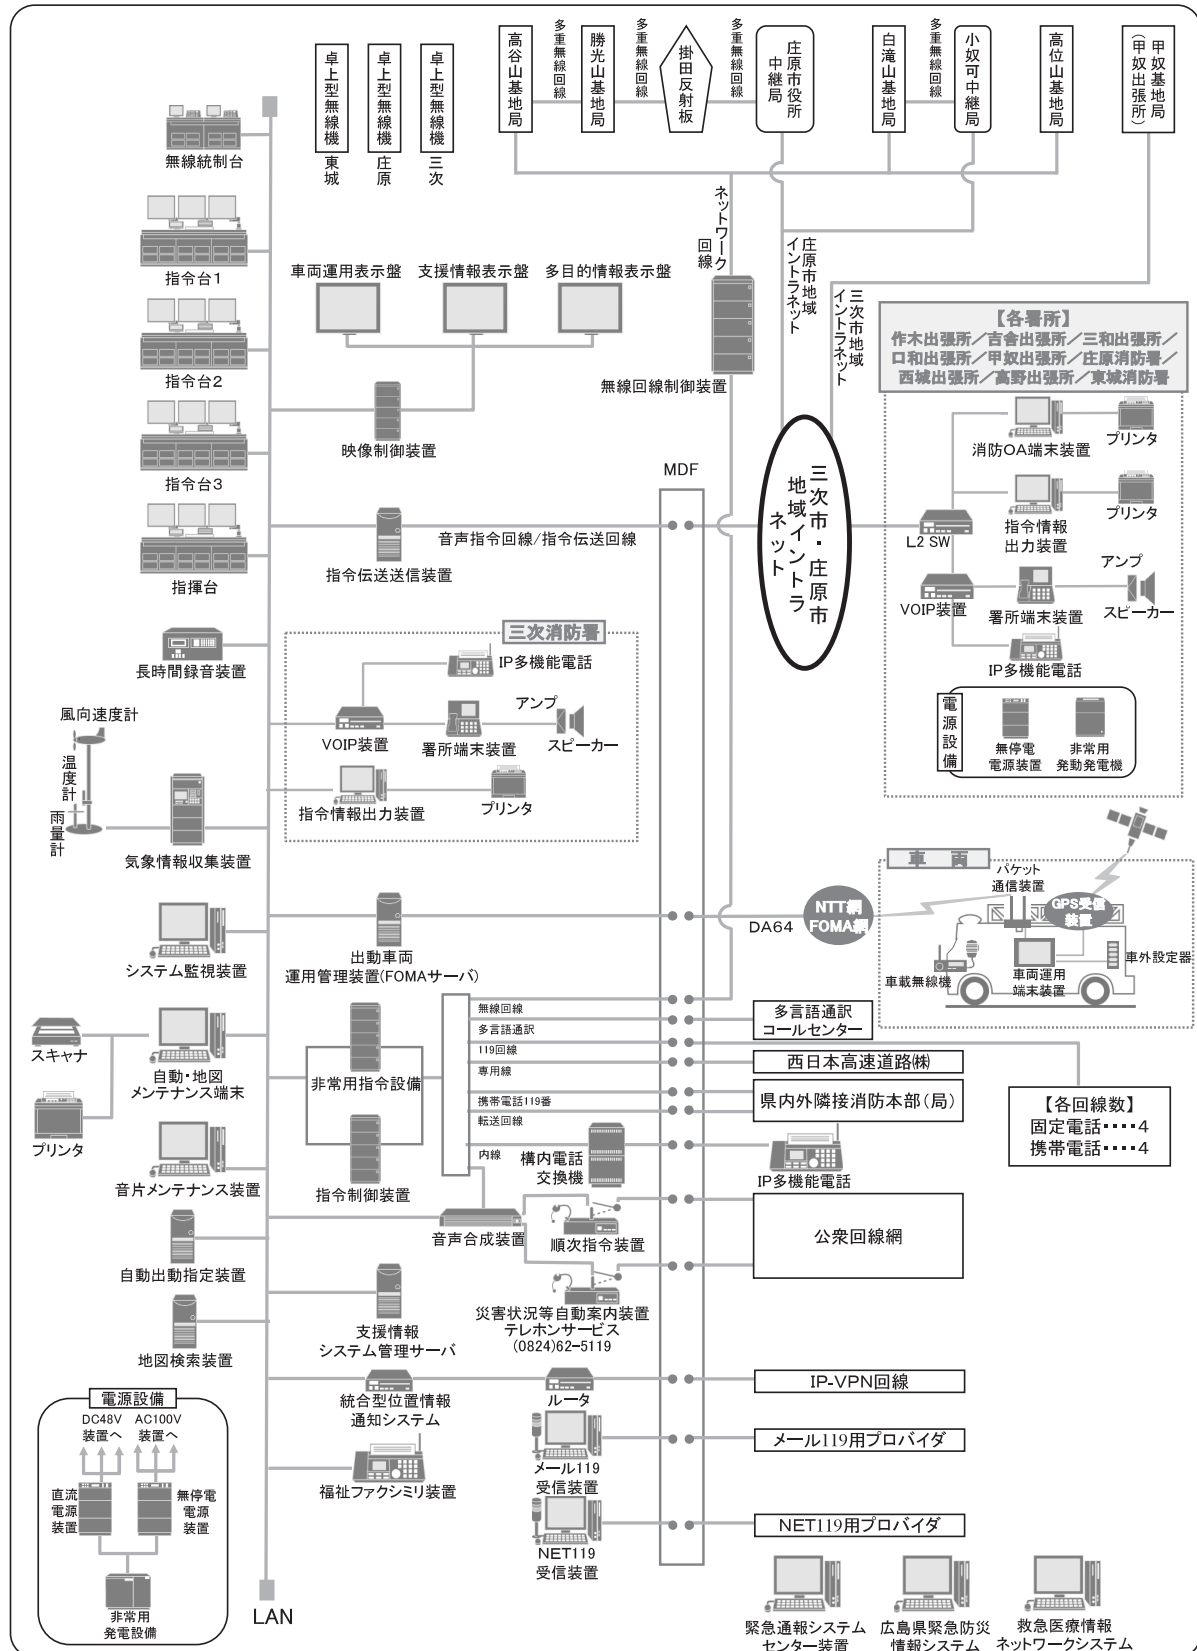 高谷山基地局
多重無線回線
勝光山基地局
多重無線回線
掛田反射板
多重無線回線
庄原市役所
中継局
白滝山基地局
多重無線回線
小奴可中継局
高位山基地局
甲奴基地局
(甲奴出張所)
卓上型無線機
東城
卓上型無線機
庄原
卓上型無線機
三次
無線統制台
指令台1
指令台2
指令台3
指揮台
長時間録音装置
風向速度計
温度計
雨量計
気象情報収集装置
システム監視装置
スキャナ
プリンタ
自動・地図
メンテナンス端末
音片メンテナンス装置
自動出動指定装置
地図検索装置
電源設備
DC48V
装置へ
AC100V
装置へ
直流
電源
装置
無停電
電源
装置
非常用
発電設備
LAN
車両運用表示盤
支援情報表示盤
多目的情報表示盤
映像制御装置
ネットワーク
回線
無線回線制御装置
庄原市地域
イントラネット
三次市地域
イントラネット
MDF
指令伝送送信装置
音声指令回線/指令伝送回線
三次市・庄原市
地域イントラ
ネット
【各署所】
作木出張所/吉舎出張所/三和出張所/
口和出張所/甲奴出張所/庄原消防署/
西城出張所/高野出張所/東城消防署
消防OA端末装置
プリンタ
指令情報
出力装置
プリンタ
L2 SW
VOIP装置
署所端末装置
アンプ
スピーカー
IP多機能電話
電源設備
無停電
電源装置
非常用
発動発電機
三次消防署
IP多機能電話
VOIP装置
署所端末装置
アンプ
スピーカー
指令情報出力装置
プリンタ
出動車両
運用管理装置(FOMAサーバ)
DA64
NTT網
FOMA網
車両
パケット
通信装置
GPS受信
装置
車載無線機
車両運用
端末装置
車外設定器
非常用指令設備
指令制御装置
無線回線
多言語通訳
119回線
専用線
携帯電話119番
転送回線
内線
構内電話
交換機
多言語通訳
コールセンター
西日本高速道路㈱
県内外隣接消防本部(局)
IP多機能電話
【各回線数】
固定電話・・・・4
携帯電話・・・・4
音声合成装置
順次指令装置
公衆回線網
災害状況等自動案内装置
テレホンサービス
(0824)62-5119
支援情報
システム管理サーバ
統合型位置情報
通知システム
ルータ
IP-VPN回線
福祉ファクシミリ装置
メール119
受信装置
メール119用プロバイダ
NET119
受信装置
NET119用プロバイダ
緊急通報システム
センター装置
広島県緊急防災
情報システム
救急医療情報
ネットワークシステム